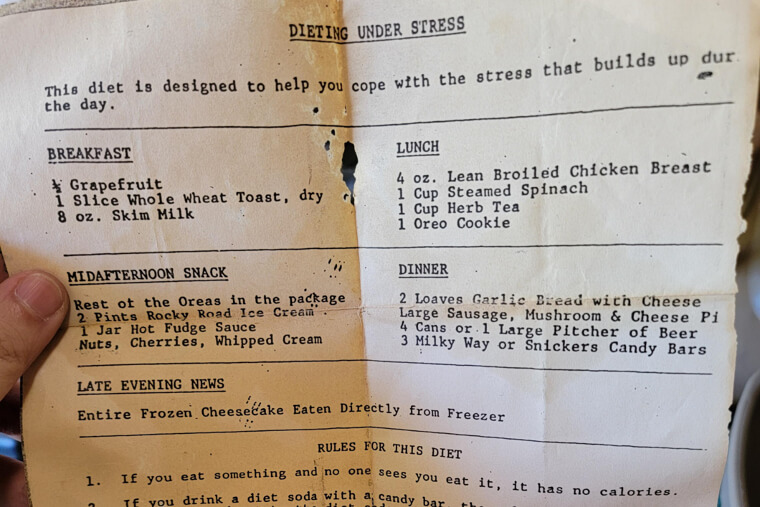 DIETING UNDER STRESS
This diet is designed to help you cope with the stress that builds up dur
the day.
BREAKFAST
½ Grapefruit
1 Slice Whole Wheat Toast, dry
8 oz. Skim Milk
LUNCH
4 oz. Lean Broiled Chicken Breast
1 Cup Steamed Spinach
1 Cup Herb Tea
1 Oreo Cookie
MIDAFTERNOON SNACK
Rest of the Oreas in the package
2 Pints Rocky Road Ice Cream
1 Jar Hot Fudge Sauce
Nuts, Cherries, Whipped Cream
DINNER
2 Loaves Garlic Bread with Cheese
Large Sausage, Mushroom & Cheese Pi
4 Cans or 1 Large Pitcher of Beer
3 Milky Way or Snickers Candy Bars
LATE EVENING NEWS
Entire Frozen Cheesecake Eaten Directly from Freezer
RULES FOR THIS DIET
1. If you eat something and no one sees you eat it, it has no calories.
If you drink a diet soda with a candy bar, the